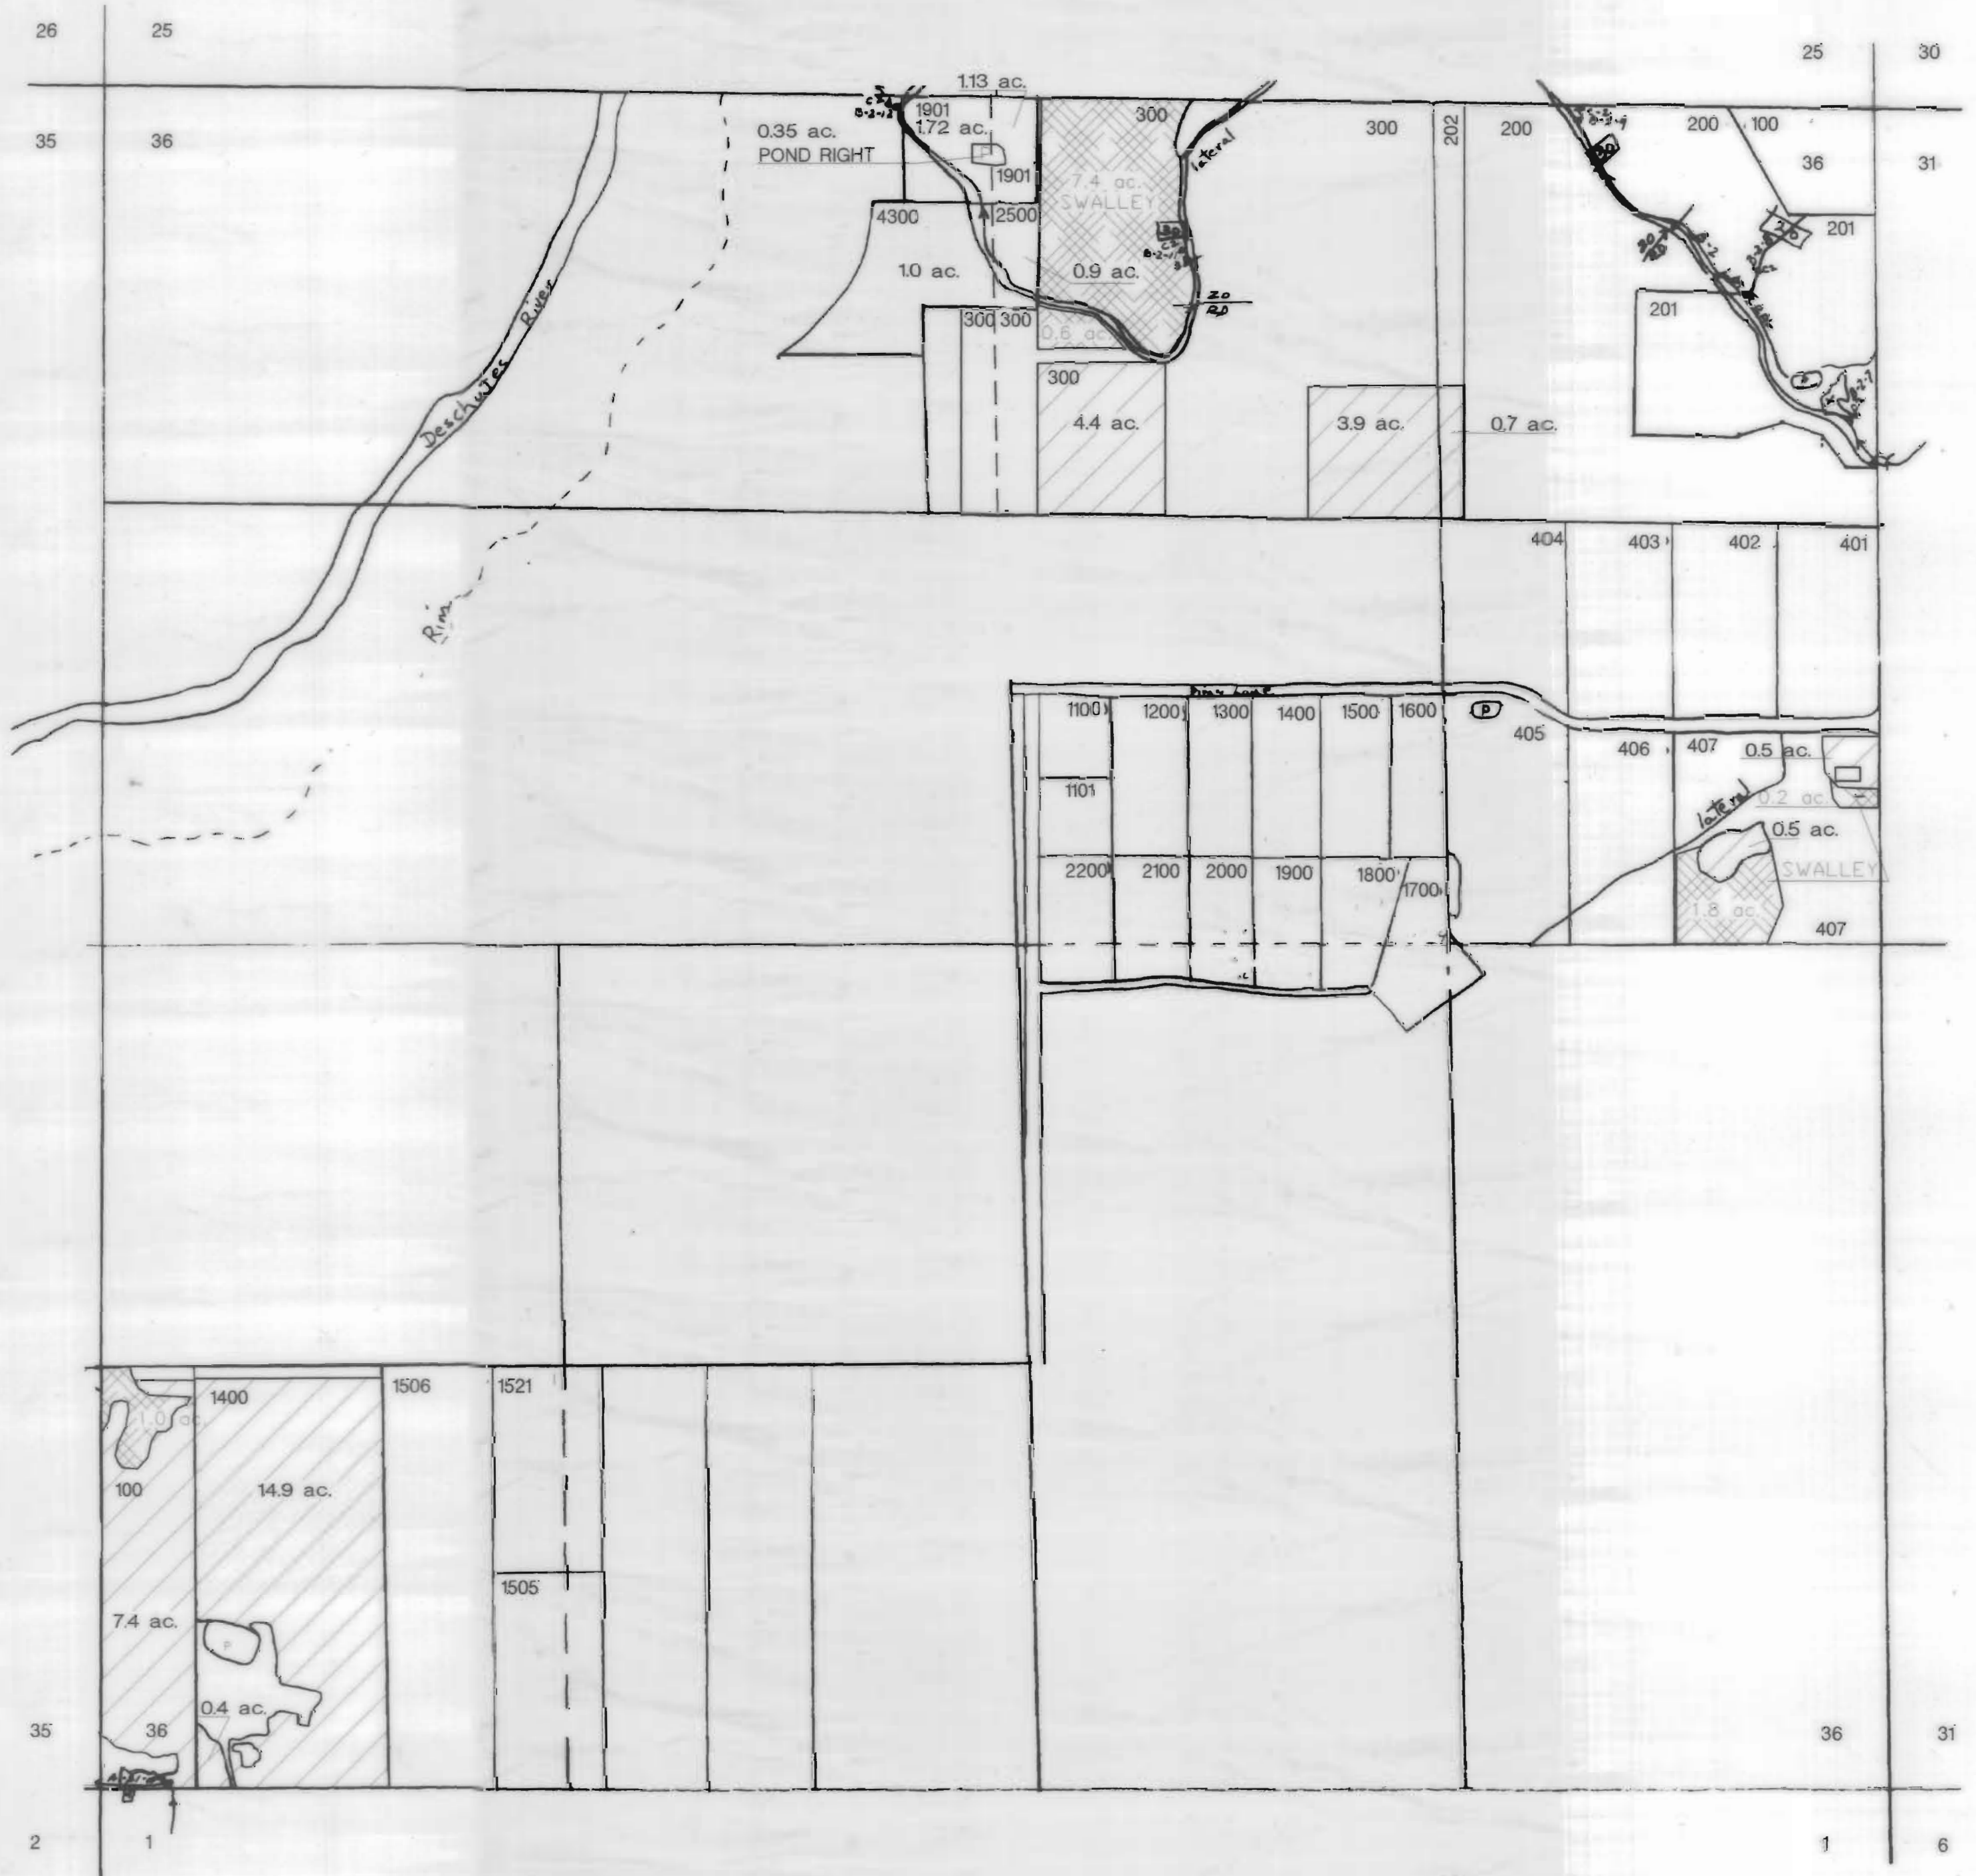 26 25
25 30
35 36
0.35 ac.
POND RIGHT
1.13 ac.
1901
1.72 ac.
1901
4300
2500
1.0 ac.
300 300
300
7.4 ac.
SWALLEY
0.9 ac.
0.6 ac.
lateral
300
202
200
200 100
36 31
20
201
201
20
300
4.4 ac.
3.9 ac.
0.7 ac.
P
Deschutes River
Rim
404 403 402 401
1100 1200 1300 1400 1500 1600
P
405
406 407
0.5 ac.
1101
lateral
0.2 ac.
0.5 ac.
SWALLEY
2200 2100 2000 1900 1800 1700
1.8 ac.
407
1400
1506
1521
1.0 ac.
100
14.9 ac.
1505
7.4 ac.
P
0.4 ac.
35 36
36 31
2 1
1 6